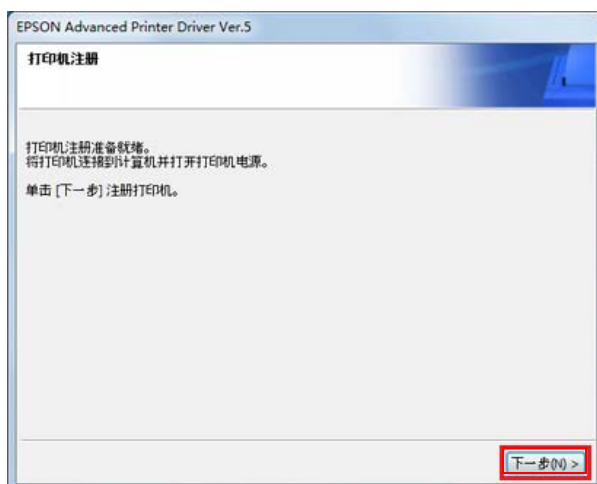 EPSON Advanced Printer Driver Ver.5
打印机注册
打印机注册准备就绪。
将打印机连接到计算机并打开打印机电源。
单击 [下一步] 注册打印机。
下一步(N) >